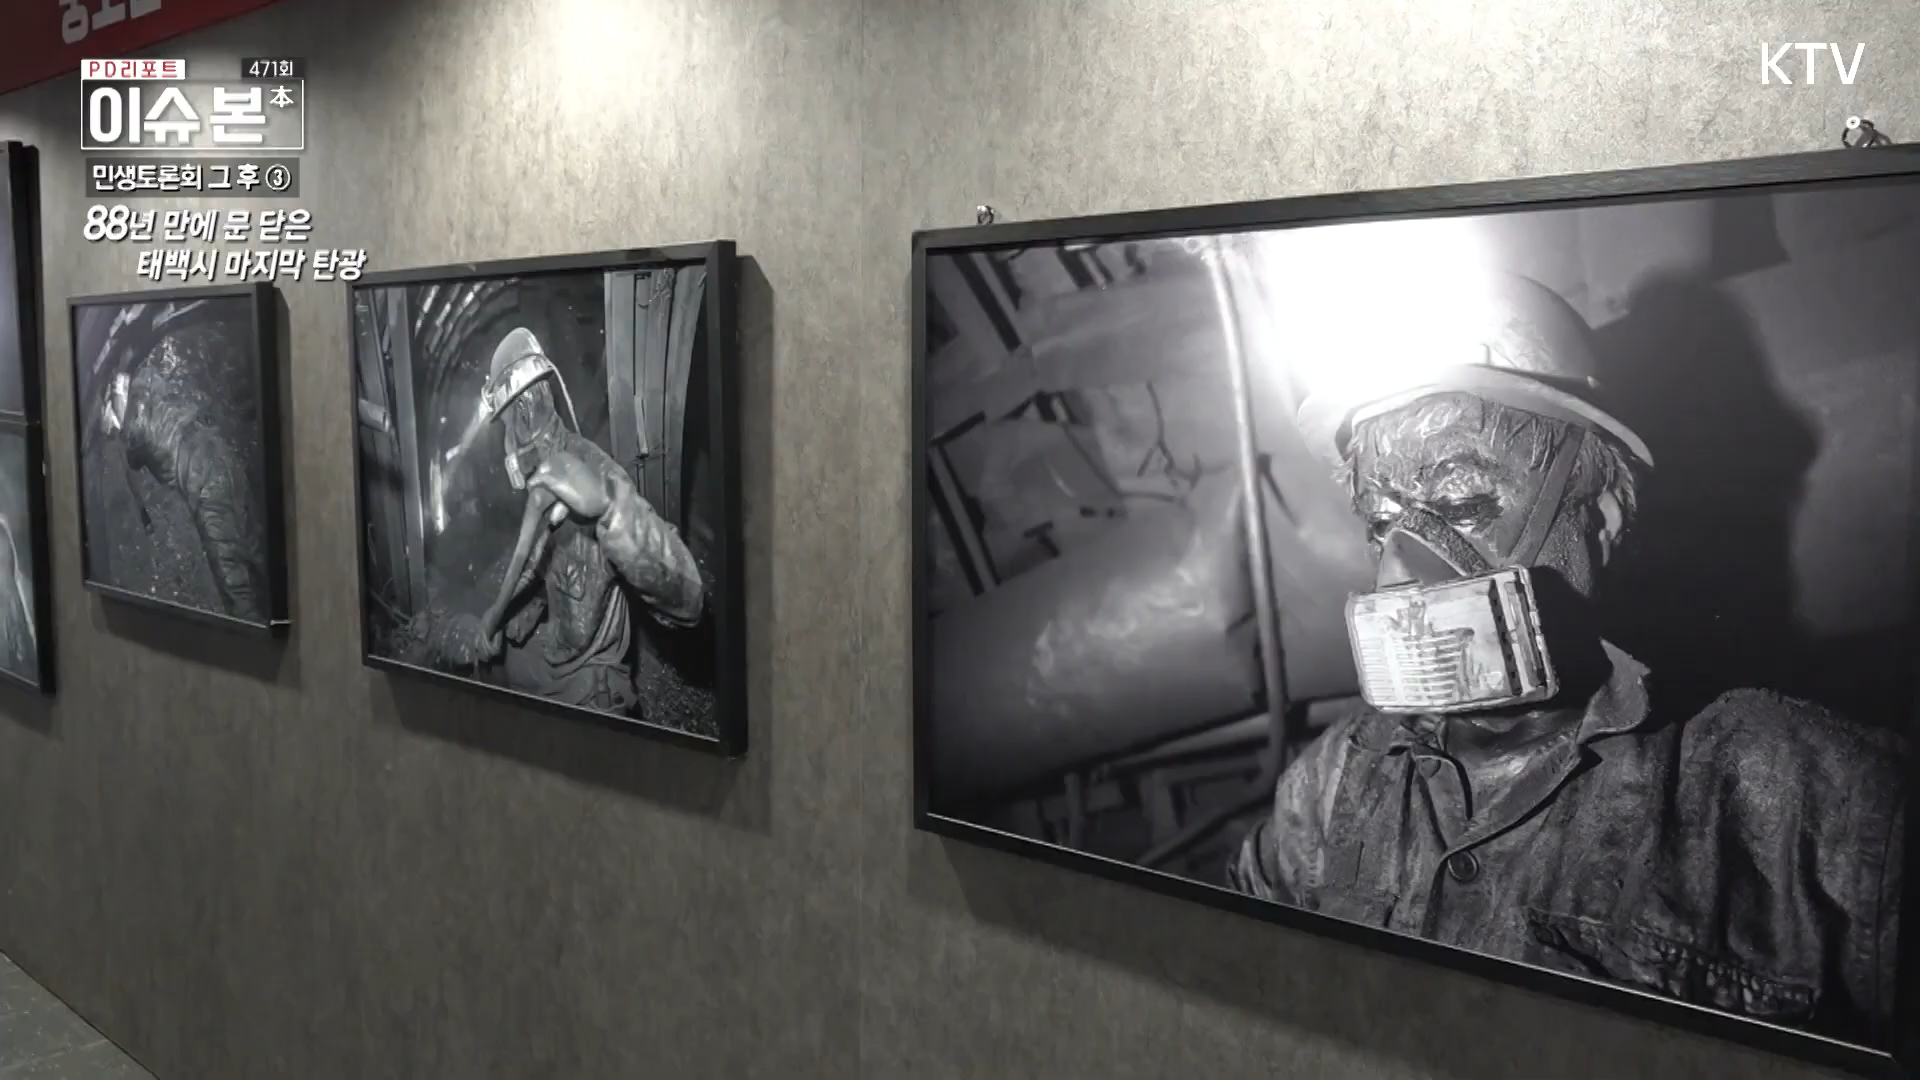 PD리포트 471회
이슈 본 本
민생토론회 그 후 ③
88년 만에 문 닫은
태백시 마지막 탄광
KTV